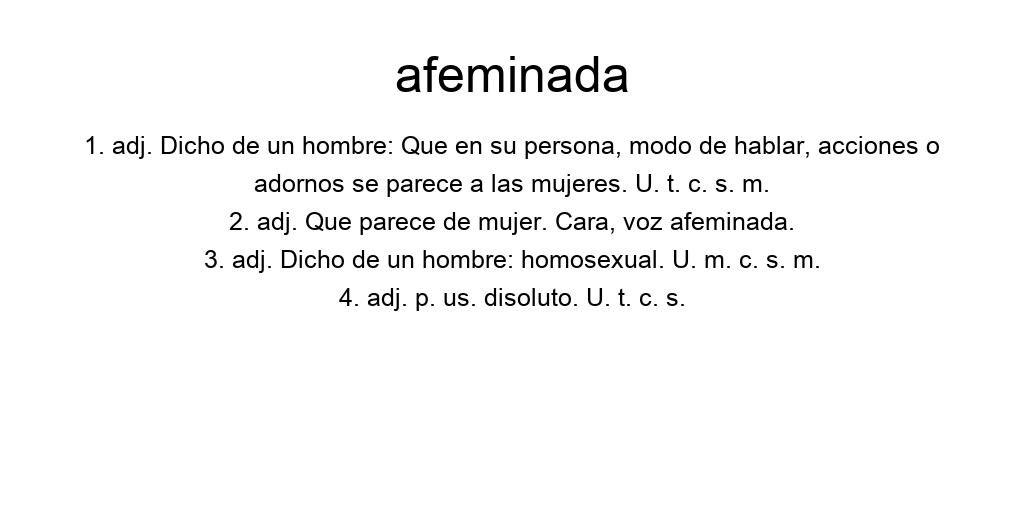 afeminada
1. adj. Dicho de un hombre: Que en su persona, modo de hablar, acciones o
adornos se parece a las mujeres. U. t. c. s. m.
2. adj. Que parece de mujer. Cara, voz afeminada.
3. adj. Dicho de un hombre: homosexual. U. m. c. s. m.
4. adj. p. us. disoluto. U. t. c. s.